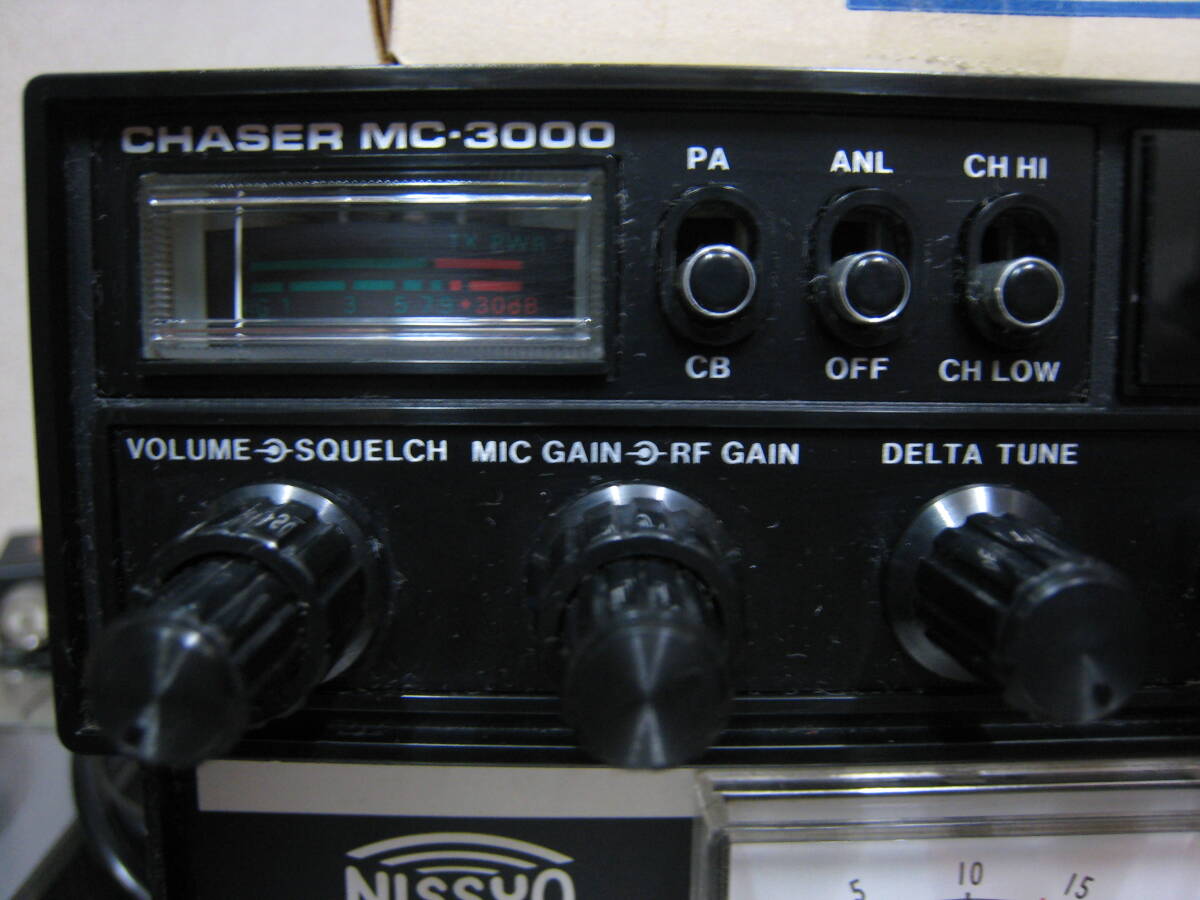 CHASER MC-3000
PA ANL CH HI
TX PWR
1 3 5 7 9 +30dB
CB OFF CH LOW
VOLUME SQUELCH MIC GAIN RF GAIN DELTA TUNE
NISSYO
5 10 15